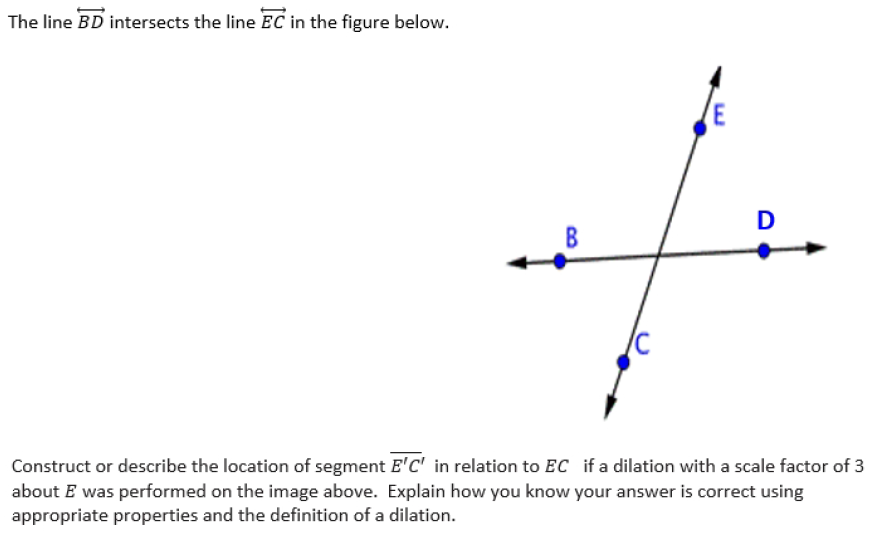 The line BD intersects the line EC in the figure below.
E
D
B
C
Construct or describe the location of segment E'C' in relation to EC if a dilation with a scale factor of 3
about E was performed on the image above. Explain how you know your answer is correct using
appropriate properties and the definition of a dilation.